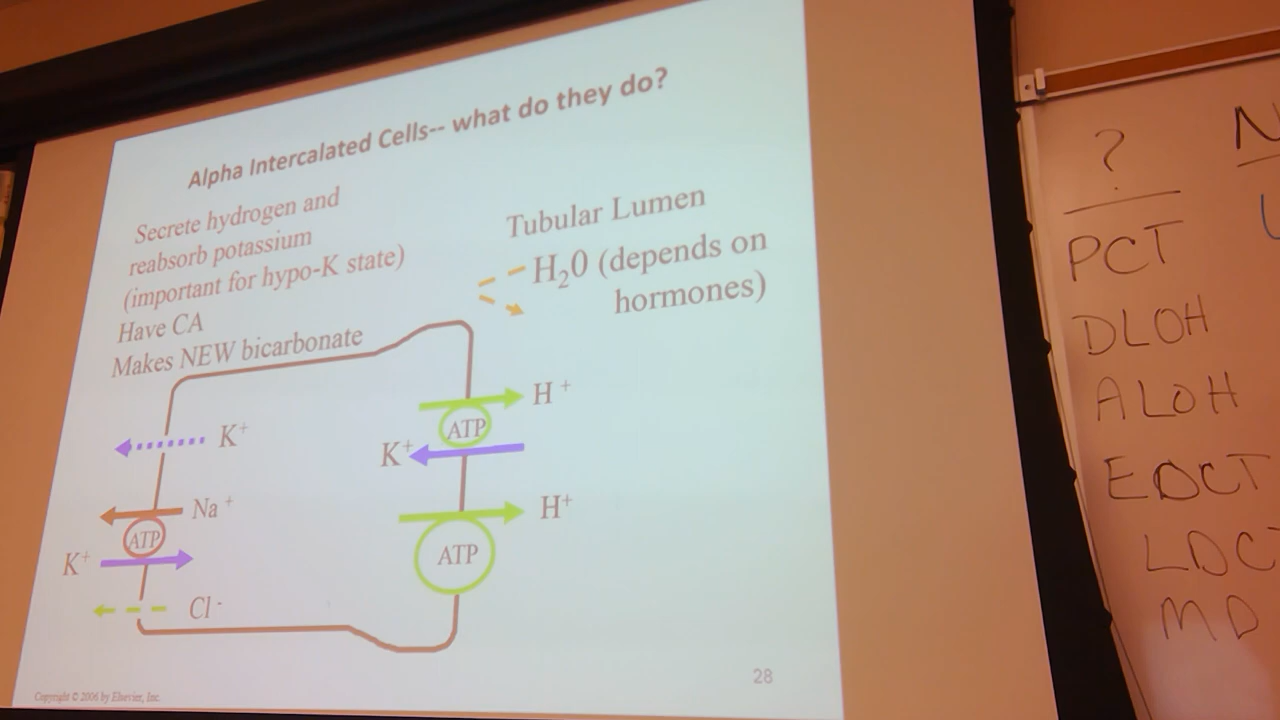 Alpha Intercalated Cells-- what do they do?
Secrete hydrogen and
reabsorb potassium
(important for hypo-K state)
Have CA
Makes NEW bicarbonate
Tubular Lumen
H₂0 (depends on
hormones)
H +
ATP
K+
K+
H+
ATP
Na +
ATP
K+
Cl -
28
Copyright © 2006 by Elsevier, Inc.
?
PCT
DLOH
ALOH
EDCT
LDC
MD